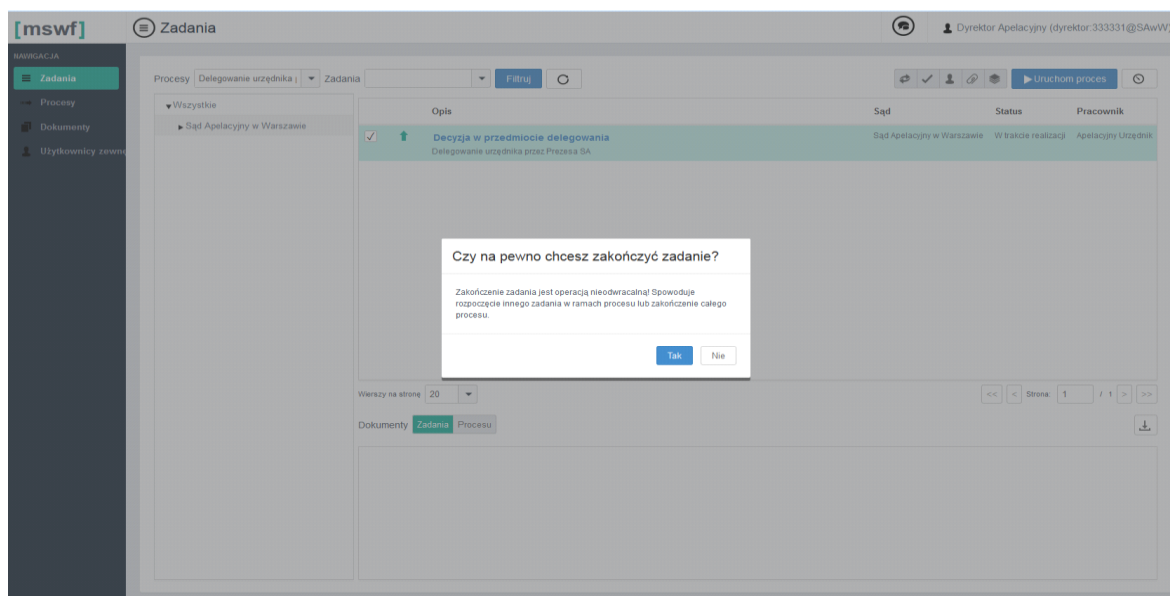 [mswf]
Zadania
Dyrektor Apelacyjny (dyrektor:333331@SAwW)
NAWIGACJA
Zadania
Procesy
Dokumenty
Użytkownicy zewnę
Procesy Delegowanie urzędnika Zadania Filtruj Uruchom proces
Wszystkie
Sąd Apelacyjny w Warszawie
Opis Sąd Status Pracownik
Decyzja w przedmiocie delegowania Sąd Apelacyjny w Warszawie W trakcie realizacji Apelacyjny Urzędnik
Delegowanie urzędnika przez Prezesa SA
Czy na pewno chcesz zakończyć zadanie?
Zakończenie zadania jest operacją nieodwracalną! Spowoduje
rozpoczęcie innego zadania w ramach procesu lub zakończenie całego
procesu.
Tak Nie
Wierszy na stronę 20 << < Strona: 1 / 1 > >>
Dokumenty Zadania Procesu